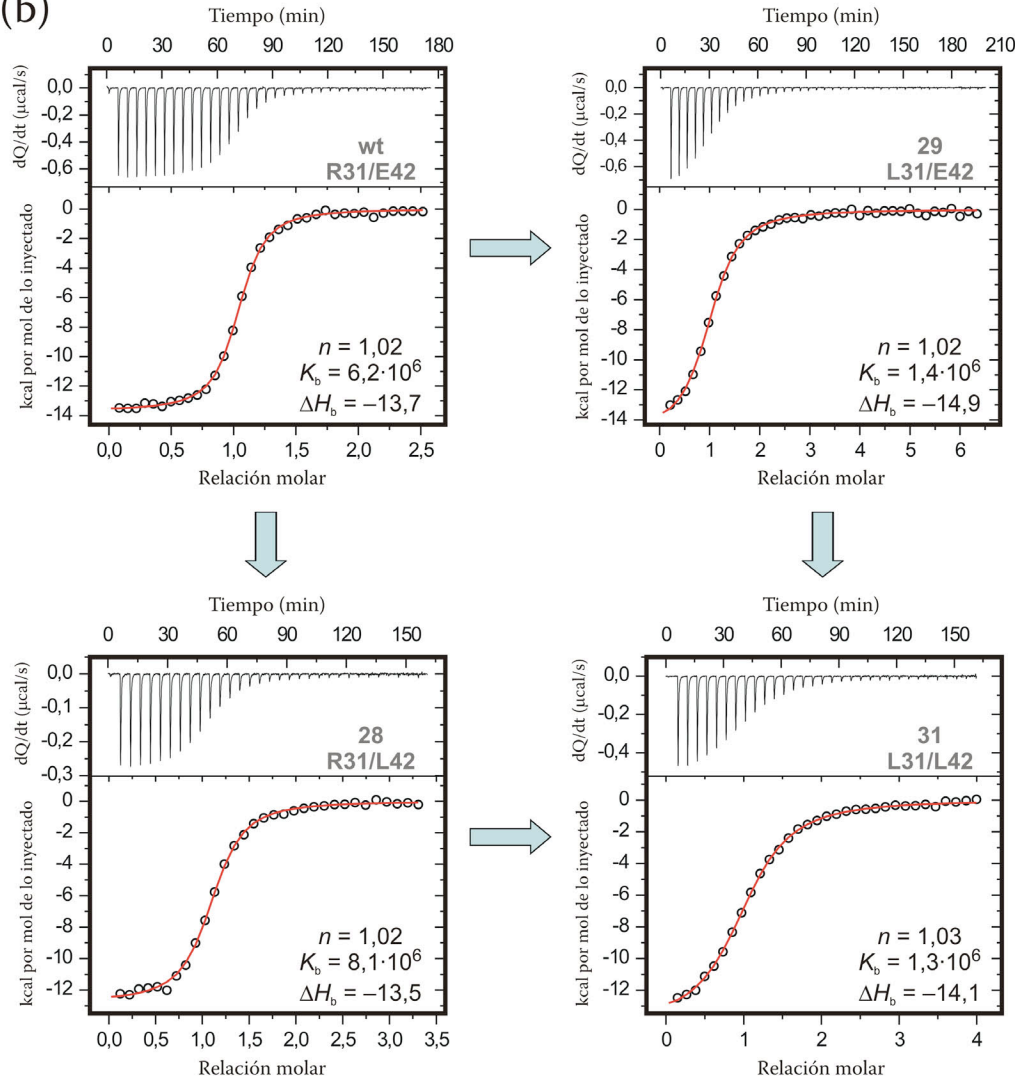 (b)
Tiempo (min)
0 30 60 90 120 150 180
dQ/dt (µcal/s)
0,0
-0,2
-0,4
-0,6
wt
R31/E42
kcal por mol de lo inyectado
0
-2
-4
-6
-8
-10
-12
-14
n = 1,02
Kb = 6,2·10⁶
ΔHb = –13,7
0,0 0,5 1,0 1,5 2,0 2,5
Relación molar
Tiempo (min)
0 30 60 90 120 150 180 210
dQ/dt (µcal/s)
0,0
-0,2
-0,4
-0,6
29
L31/E42
kcal por mol de lo inyectado
0
-2
-4
-6
-8
-10
-12
-14
n = 1,02
Kb = 1,4·10⁶
ΔHb = –14,9
0 1 2 3 4 5 6
Relación molar
Tiempo (min)
0 30 60 90 120 150
dQ/dt (µcal/s)
0,0
-0,1
-0,2
-0,3
28
R31/L42
kcal por mol de lo inyectado
0
-2
-4
-6
-8
-10
-12
n = 1,02
Kb = 8,1·10⁶
ΔHb = –13,5
0,0 0,5 1,0 1,5 2,0 2,5 3,0 3,5
Relación molar
Tiempo (min)
0 30 60 90 120 150
dQ/dt (µcal/s)
0,0
-0,2
-0,4
31
L31/L42
kcal por mol de lo inyectado
0
-2
-4
-6
-8
-10
-12
n = 1,03
Kb = 1,3·10⁶
ΔHb = –14,1
0 1 2 3 4
Relación molar